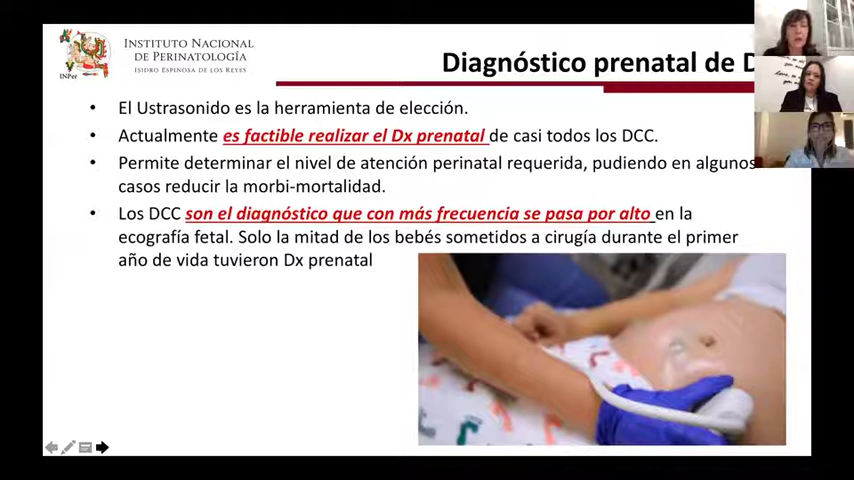 INSTITUTO NACIONAL
DE PERINATOLOGÍA
ISIDRO ESPINOSA DE LOS REYES
INPer
Diagnóstico prenatal de D
• El Ustrasonido es la herramienta de elección.
• Actualmente es factible realizar el Dx prenatal de casi todos los DCC.
• Permite determinar el nivel de atención perinatal requerida, pudiendo en algunos
casos reducir la morbi-mortalidad.
• Los DCC son el diagnóstico que con más frecuencia se pasa por alto en la
ecografía fetal. Solo la mitad de los bebés sometidos a cirugía durante el primer
año de vida tuvieron Dx prenatal